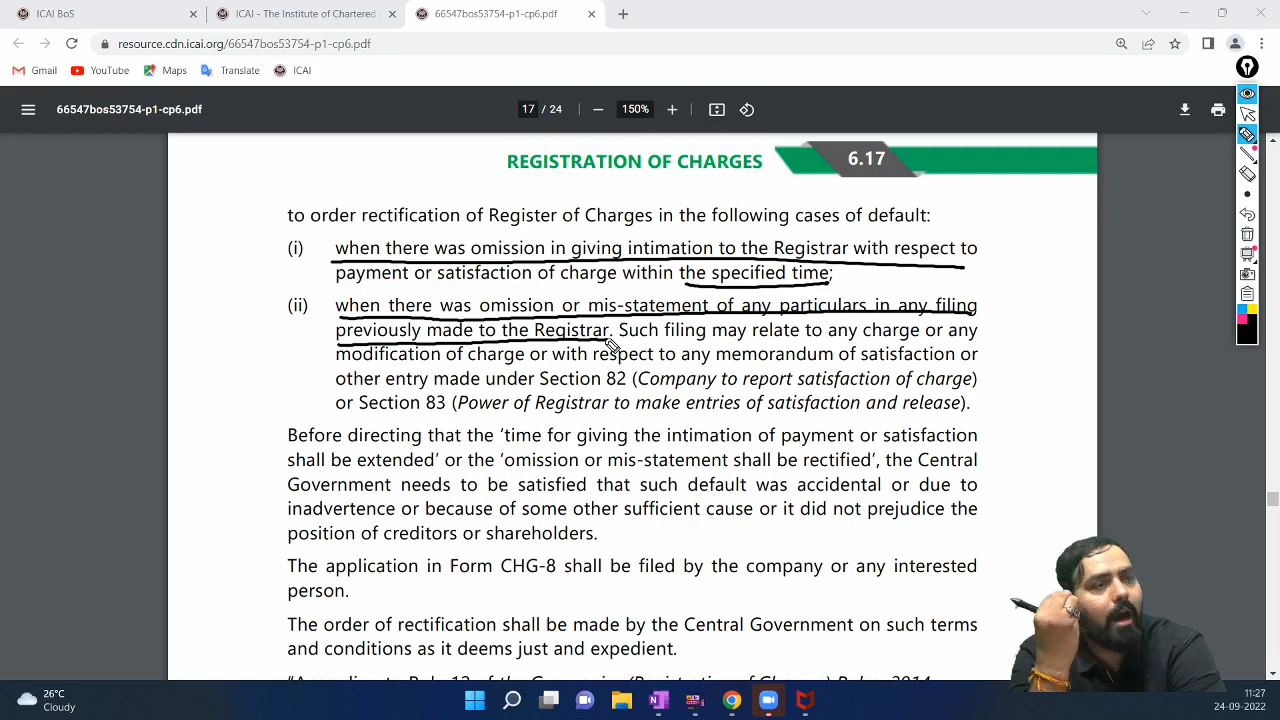 ICAI BoS
ICAI - The Institute of Chartered
66547bos53754-p1-cp6.pdf
resource.cdn.icai.org/66547bos53754-p1-cp6.pdf
Gmail
YouTube
Maps
Translate
ICAI
66547bos53754-p1-cp6.pdf
17 / 24
150%
REGISTRATION OF CHARGES
6.17
to order rectification of Register of Charges in the following cases of default:
(i) when there was omission in giving intimation to the Registrar with respect to
payment or satisfaction of charge within the specified time;
(ii) when there was omission or mis-statement of any particulars in any filing
previously made to the Registrar. Such filing may relate to any charge or any
modification of charge or with respect to any memorandum of satisfaction or
other entry made under Section 82 (Company to report satisfaction of charge)
or Section 83 (Power of Registrar to make entries of satisfaction and release).
Before directing that the ‘time for giving the intimation of payment or satisfaction
shall be extended’ or the ‘omission or mis-statement shall be rectified’, the Central
Government needs to be satisfied that such default was accidental or due to
inadvertence or because of some other sufficient cause or it did not prejudice the
position of creditors or shareholders.
The application in Form CHG-8 shall be filed by the company or any interested
person.
The order of rectification shall be made by the Central Government on such terms
and conditions as it deems just and expedient.
26°C
Cloudy
11:27
24-09-2022